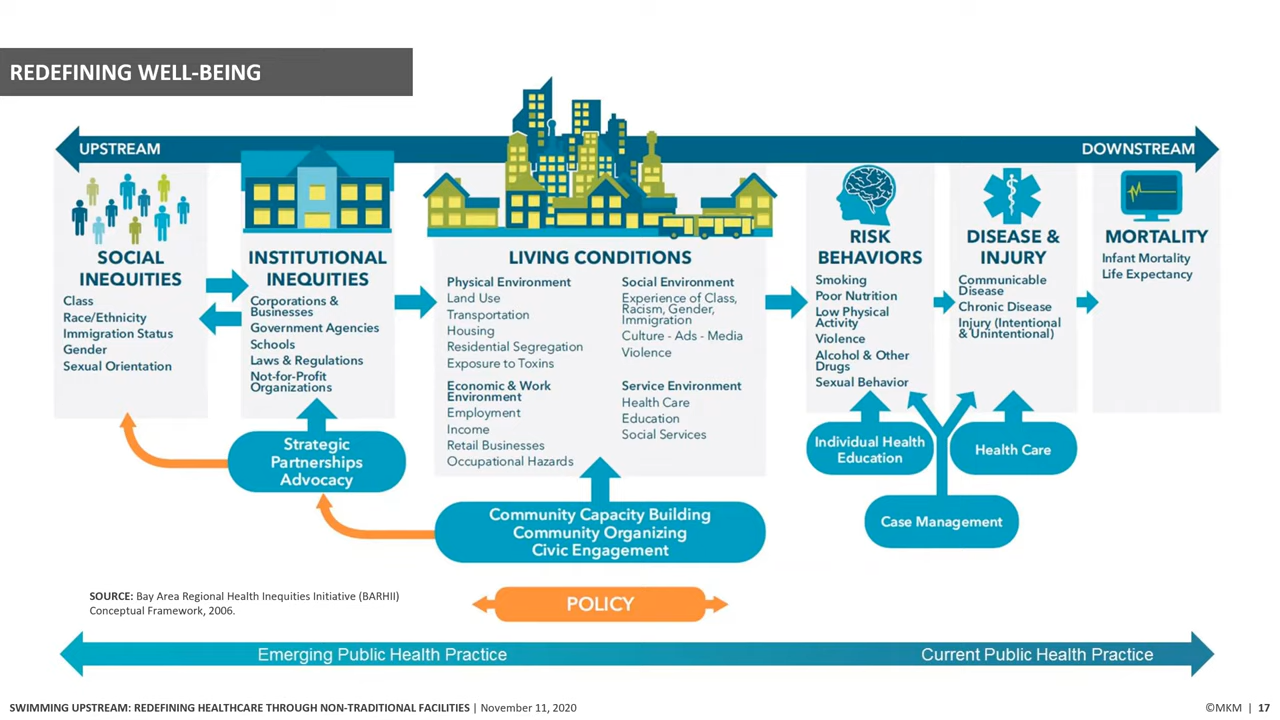 REDEFINING WELL-BEING
UPSTREAM
DOWNSTREAM
SOCIAL
INEQUITIES
Class
Race/Ethnicity
Immigration Status
Gender
Sexual Orientation
INSTITUTIONAL
INEQUITIES
Corporations &
Businesses
Government Agencies
Schools
Laws & Regulations
Not-for-Profit
Organizations
LIVING CONDITIONS
Physical Environment
Land Use
Transportation
Housing
Residential Segregation
Exposure to Toxins
Economic & Work
Environment
Employment
Income
Retail Businesses
Occupational Hazards
Social Environment
Experience of Class,
Racism, Gender,
Immigration
Culture - Ads - Media
Violence
Service Environment
Health Care
Education
Social Services
RISK
BEHAVIORS
Smoking
Poor Nutrition
Low Physical
Activity
Violence
Alcohol & Other
Drugs
Sexual Behavior
DISEASE &
INJURY
Communicable
Disease
Chronic Disease
Injury (Intentional
& Unintentional)
MORTALITY
Infant Mortality
Life Expectancy
Strategic
Partnerships
Advocacy
Community Capacity Building
Community Organizing
Civic Engagement
Individual Health
Education
Health Care
Case Management
SOURCE: Bay Area Regional Health Inequities Initiative (BARHII)
Conceptual Framework, 2006.
POLICY
Emerging Public Health Practice
Current Public Health Practice
SWIMMING UPSTREAM: REDEFINING HEALTHCARE THROUGH NON-TRADITIONAL FACILITIES | November 11, 2020
©MKM | 17